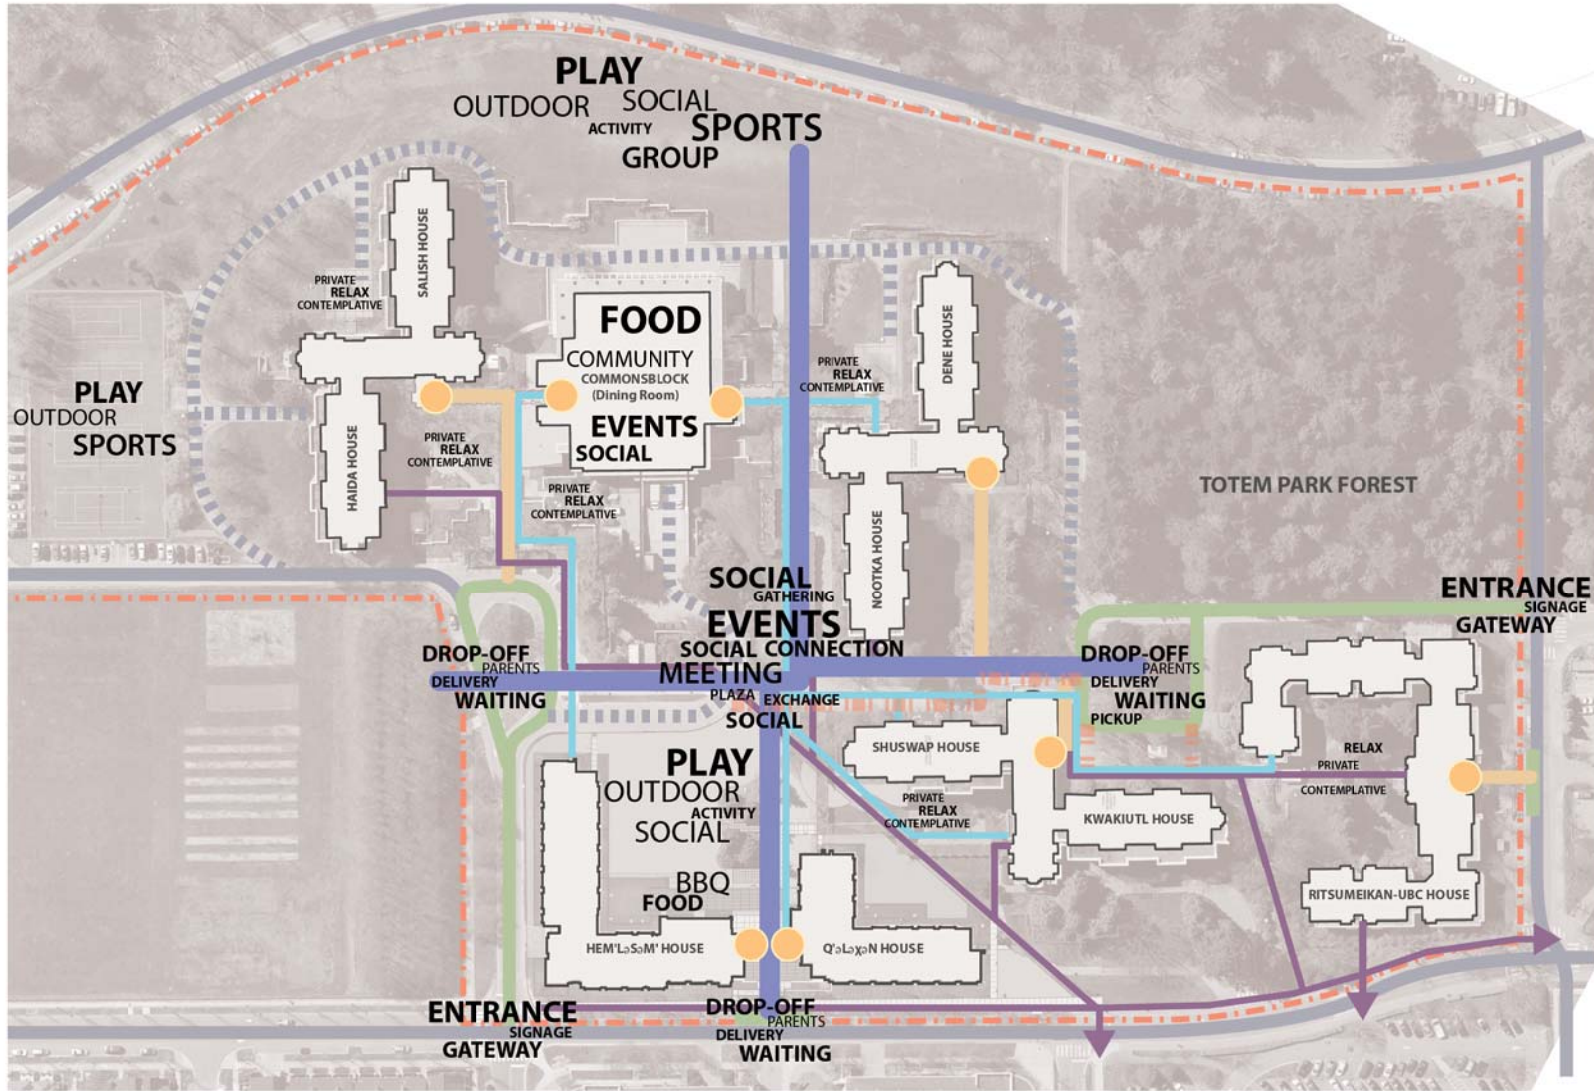 PLAY
OUTDOOR SOCIAL
ACTIVITY SPORTS
GROUP
SALISH HOUSE
PRIVATE
RELAX
CONTEMPLATIVE
FOOD
COMMUNITY
COMMONSBLOCK
(Dining Room)
EVENTS
SOCIAL
PRIVATE
RELAX
CONTEMPLATIVE
DENE HOUSE
PLAY
OUTDOOR
SPORTS
HAIDA HOUSE
PRIVATE
RELAX
CONTEMPLATIVE
PRIVATE
RELAX
CONTEMPLATIVE
NOOTKA HOUSE
TOTEM PARK FOREST
SOCIAL
GATHERING
EVENTS
SOCIAL CONNECTION
MEETING
PLAZA EXCHANGE
SOCIAL
ENTRANCE
SIGNAGE
GATEWAY
DROP-OFF
PARENTS
DELIVERY
WAITING
DROP-OFF
PARENTS
DELIVERY
WAITING
PICKUP
SHUSWAP HOUSE
RELAX
PRIVATE
CONTEMPLATIVE
PLAY
OUTDOOR
ACTIVITY
SOCIAL
BBQ
FOOD
PRIVATE
RELAX
CONTEMPLATIVE
KWAKIUTL HOUSE
RITSUMEIKAN-UBC HOUSE
HEM'LəSəM' HOUSE
Q'əLəχəN HOUSE
ENTRANCE
SIGNAGE
GATEWAY
DROP-OFF
PARENTS
DELIVERY
WAITING